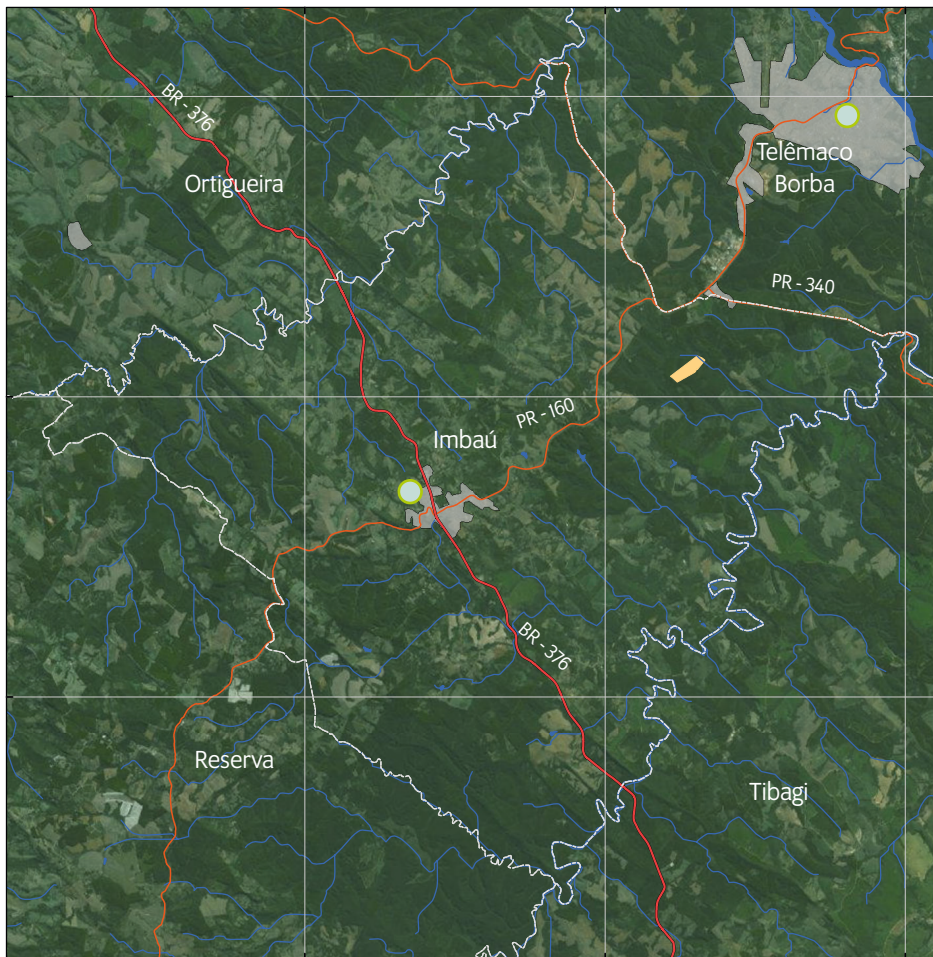 BR - 376
Ortigueira
Telêmaco
Borba
PR - 340
PR - 160
Imbaú
BR - 376
Reserva
Tibagi